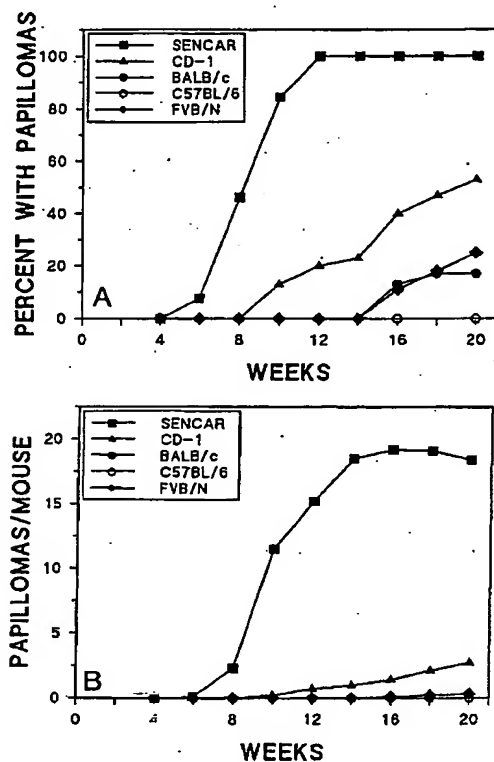 SENCAR
CD-1
BALB/c
C57BL/6
FVB/N
PERCENT WITH PAPILLOMAS
100
80
60
40
20
0
A
0 4 8 12 16 20
WEEKS
SENCAR
CD-1
BALB/c
C57BL/6
FVB/N
PAPILLOMAS/MOUSE
20
15
10
5
0
B
0 4 8 12 16 20
WEEKS